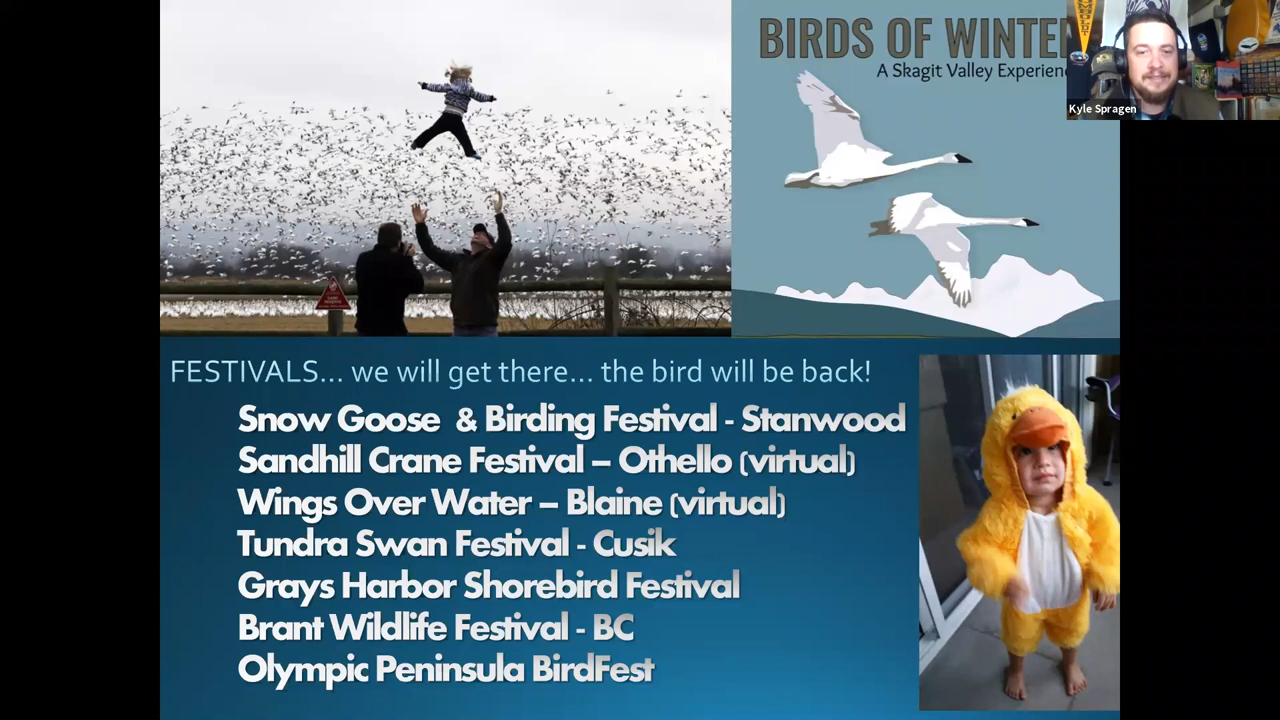 BIRDS OF WINTE
A Skagit Valley Experien
HUMBOLDT
Kyle Spragen
FESTIVALS... we will get there... the bird will be back!
Snow Goose & Birding Festival - Stanwood
Sandhill Crane Festival – Othello (virtual)
Wings Over Water – Blaine (virtual)
Tundra Swan Festival - Cusik
Grays Harbor Shorebird Festival
Brant Wildlife Festival - BC
Olympic Peninsula BirdFest